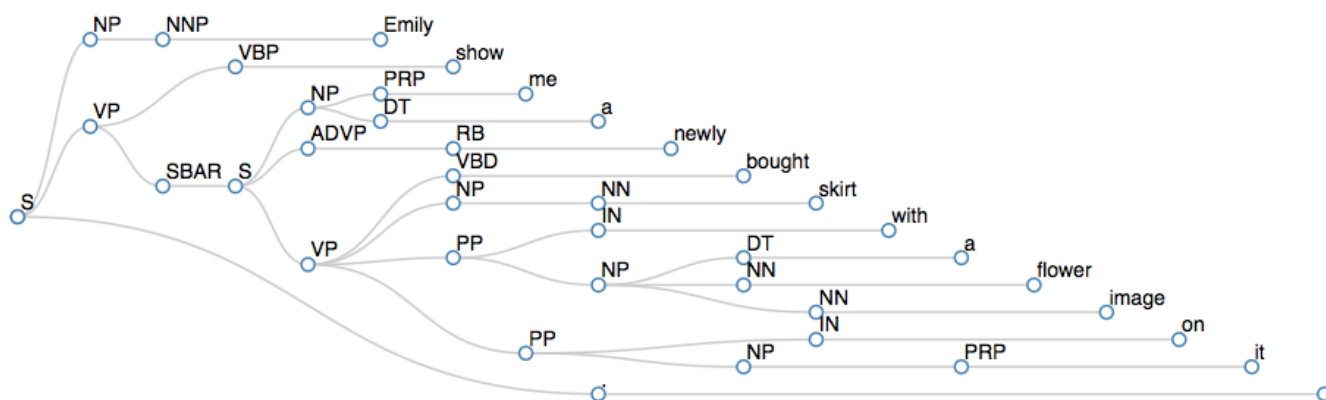 NP NNP Emily
VBP show
PRP me
NP
DT a
VP
ADVP RB newly
VBD bought
SBAR S
NP NN skirt
S
IN with
VP PP
DT a
NP NN flower
NN image
IN on
PP
NP PRP it
.